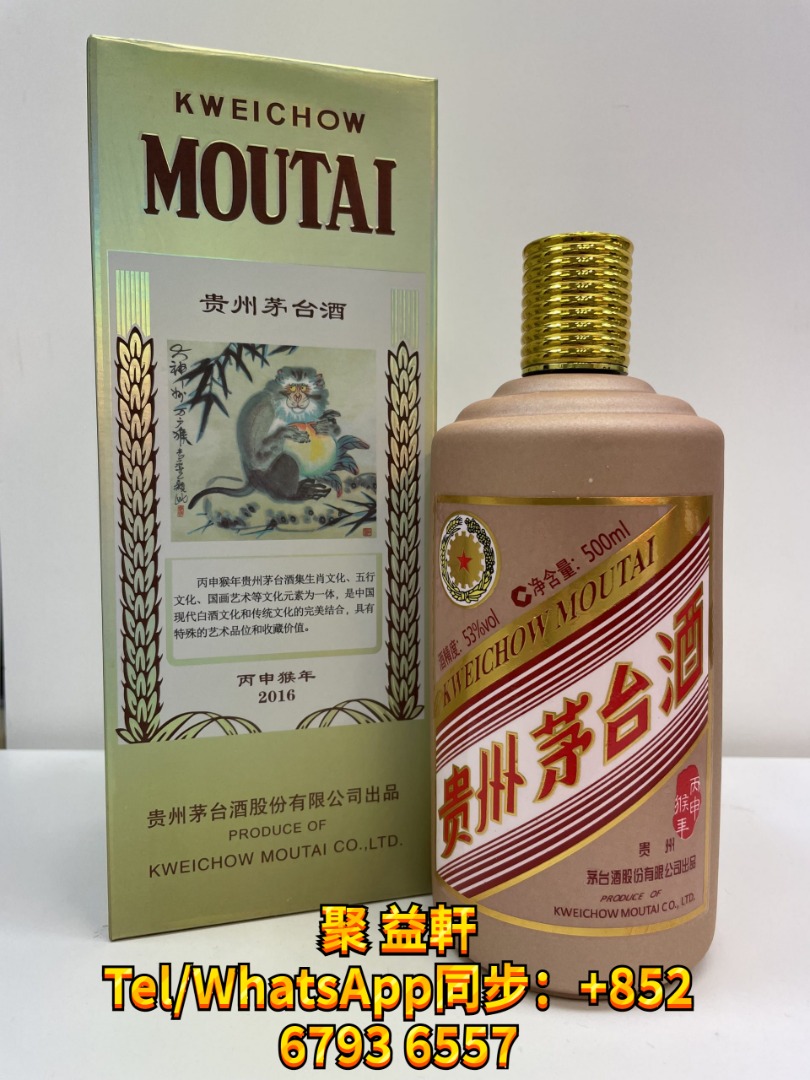 KWEICHOW
MOUTAI
贵州茅台酒
丙申猴年贵州茅台酒集生肖文化、五行
文化、国画艺术等文化元素为一体，是中国
现代白酒文化和传统文化的完美结合，具有
特殊的艺术品位和收藏价值。
丙申猴年
2016
贵州茅台酒股份有限公司出品
PRODUCE OF
KWEICHOW MOUTAI CO.,LTD.
酒精度：53%vol
净含量：500ml
KWEICHOW MOUTAI
贵州茅台酒
丙申
猴年
贵州
茅台酒股份有限公司出品
PRODUCE OF
KWEICHOW MOUTAI CO., LTD.
聚 益軒
Tel/WhatsApp同步：+852
6793 6557